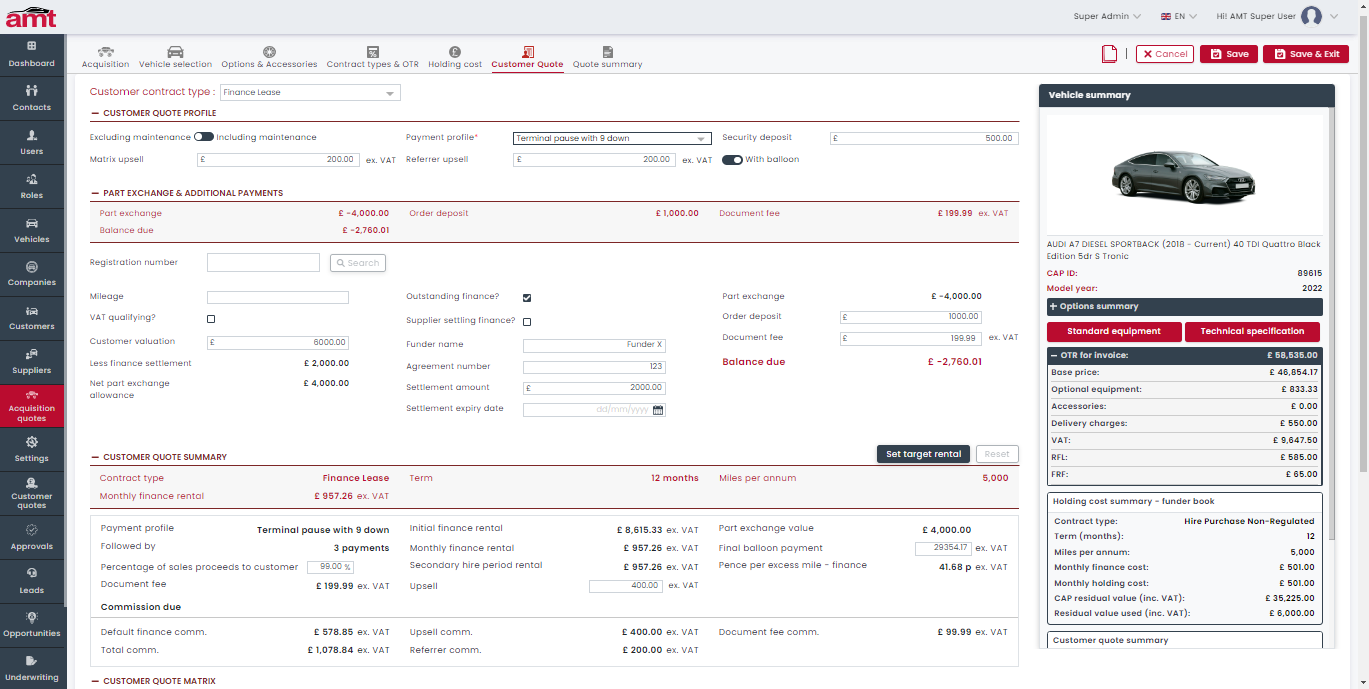 amt
Super Admin EN Hi! AMT Super User
Dashboard
Contacts
Users
Roles
Vehicles
Companies
Customers
Suppliers
Acquisition quotes
Settings
Customer quotes
Approvals
Leads
Opportunities
Underwriting
Acquisition Vehicle selection Options & Accessories Contract types & OTR Holding cost Customer Quote Quote summary
Cancel Save Save & Exit
Customer contract type : Finance Lease
CUSTOMER QUOTE PROFILE
Excluding maintenance Including maintenance Payment profile* Terminal pause with 9 down Security deposit £ 500.00
Matrix upsell £ 200.00 ex. VAT Referrer upsell £ 200.00 ex. VAT With balloon
PART EXCHANGE & ADDITIONAL PAYMENTS
Part exchange £ -4,000.00 Order deposit £ 1,000.00 Document fee £ 199.99 ex. VAT
Balance due £ -2,760.01
Registration number Search
Mileage Outstanding finance? Part exchange £ -4,000.00
VAT qualifying? Supplier settling finance? Order deposit £ 1000.00
Customer valuation £ 6000.00 Funder name Funder X Document fee £ 199.99 ex. VAT
Less finance settlement £ 2,000.00 Agreement number 123 Balance due £ -2,760.01
Net part exchange allowance £ 4,000.00 Settlement amount £ 2000.00
Settlement expiry date dd/mm/yyyy
CUSTOMER QUOTE SUMMARY Set target rental Reset
Contract type Finance Lease Term 12 months Miles per annum 5,000
Monthly finance rental £ 957.26 ex. VAT
Payment profile Terminal pause with 9 down Initial finance rental £ 8,615.33 ex. VAT Part exchange value £ 4,000.00
Followed by 3 payments Monthly finance rental £ 957.26 ex. VAT Final balloon payment 29354.17 ex. VAT
Percentage of sales proceeds to customer 99.00 % Secondary hire period rental £ 957.26 ex. VAT Pence per excess mile - finance 41.68 p ex. VAT
Document fee £ 199.99 ex. VAT Upsell 400.00 ex. VAT
Commission due
Default finance comm. £ 578.85 ex. VAT Upsell comm. £ 400.00 ex. VAT Document fee comm. £ 99.99 ex. VAT
Total comm. £ 1,078.84 ex. VAT Referrer comm. £ 200.00 ex. VAT
CUSTOMER QUOTE MATRIX
Vehicle summary
AUDI A7 DIESEL SPORTBACK (2018 - Current) 40 TDI Quattro Black
Edition 5dr S Tronic
CAP ID: 89615
Model year: 2022
+ Options summary
Standard equipment Technical specification
OTR for invoice: £ 58,535.00
Base price: £ 46,854.17
Optional equipment: £ 833.33
Accessories: £ 0.00
Delivery charges: £ 550.00
VAT: £ 9,647.50
RFL: £ 585.00
FRF: £ 65.00
Holding cost summary - funder book
Contract type: Hire Purchase Non-Regulated
Term (months): 12
Miles per annum: 5,000
Monthly finance cost: £ 501.00
Monthly holding cost: £ 501.00
CAP residual value (inc. VAT): £ 35,225.00
Residual value used (inc. VAT): £ 6,000.00
Customer quote summary